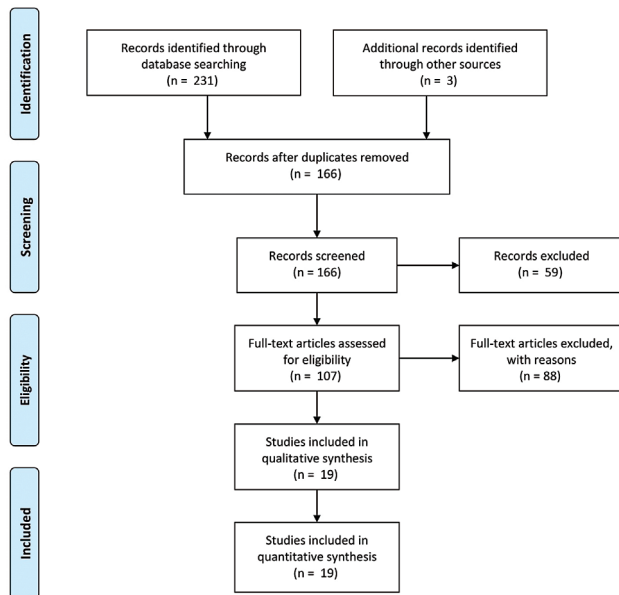 Identification
Records identified through
database searching
(n = 231)
Additional records identified
through other sources
(n = 3)
Records after duplicates removed
(n = 166)
Screening
Records screened
(n = 166)
Records excluded
(n = 59)
Eligibility
Full-text articles assessed
for eligibility
(n = 107)
Full-text articles excluded,
with reasons
(n = 88)
Studies included in
qualitative synthesis
(n = 19)
Included
Studies included in
quantitative synthesis
(n = 19)